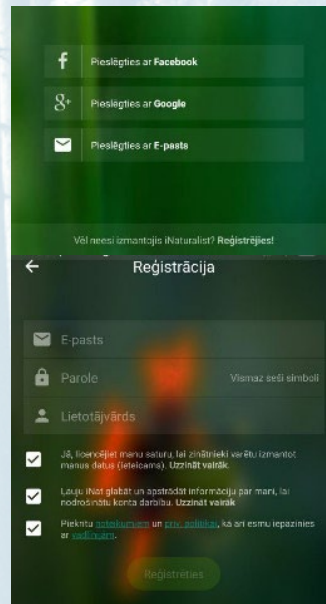 Pieslēgties ar Facebook
Pieslēgties ar Google
Pieslēgties ar E-pasts
Vēl neesi izmantojis iNaturalist? Reģistrējies!
Reģistrācija
E-pasts
Parole Vismaz seši simboli
Lietotājvārds
Jā, licencējiet manu saturu, lai zinātnieki varētu izmantot
manus datus (ieteicams). Uzzināt vairāk.
Ļauju iNat glabāt un apstrādāt informāciju par mani, lai
nodrošinātu konta darbību. Uzzināt vairāk
Piekrītu noteikumiem un priv. politikai, kā arī esmu iepazinies
ar vadlīnijām.
Reģistrēties